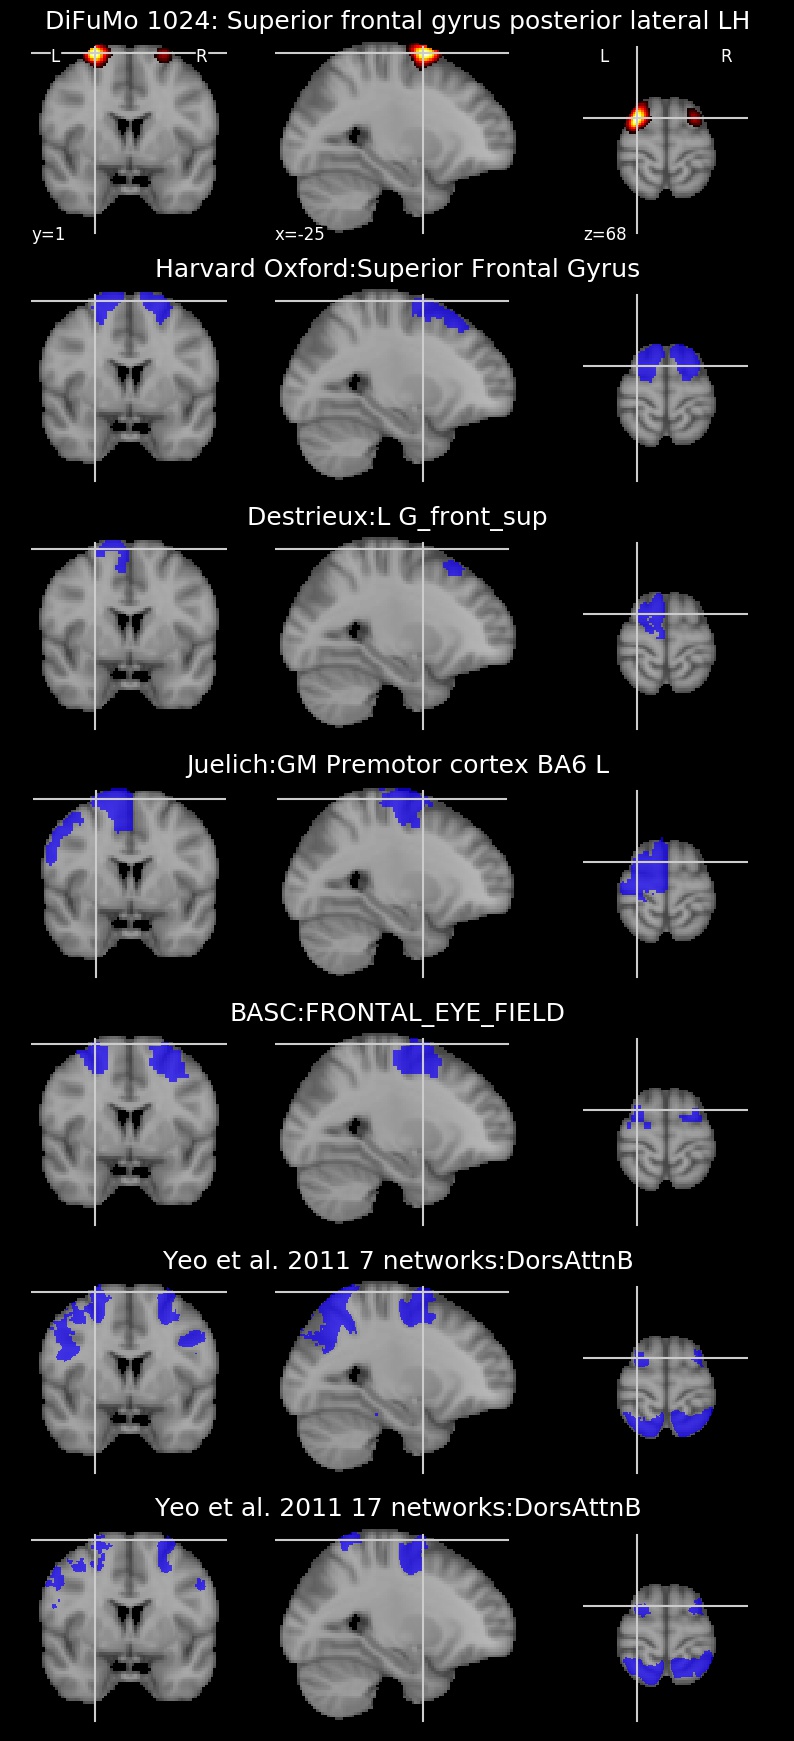 DiFuMo 1024: Superior frontal gyrus posterior lateral LH
L R L R
y=1 x=-25 z=68
Harvard Oxford:Superior Frontal Gyrus
Destrieux:L G_front_sup
Juelich:GM Premotor cortex BA6 L
BASC:FRONTAL_EYE_FIELD
Yeo et al. 2011 7 networks:DorsAttnB
Yeo et al. 2011 17 networks:DorsAttnB